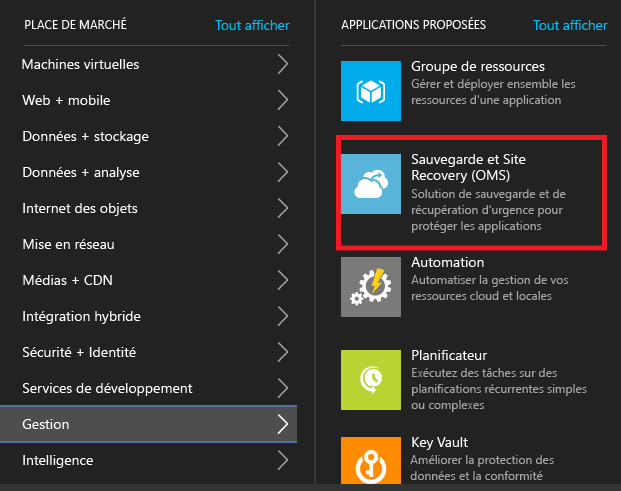 PLACE DE MARCHÉ
Tout afficher
Machines virtuelles
Web + mobile
Données + stockage
Données + analyse
Internet des objets
Mise en réseau
Médias + CDN
Intégration hybride
Sécurité + Identité
Services de développement
Gestion
Intelligence
APPLICATIONS PROPOSÉES
Tout afficher
Groupe de ressources
Gérer et déployer ensemble les
ressources d'une application
Sauvegarde et Site
Recovery (OMS)
Solution de sauvegarde et de
récupération d'urgence pour
protéger les applications
Automation
Automatiser la gestion de vos
ressources cloud et locales
Planificateur
Exécutez des tâches sur des
planifications récurrentes simples
ou complexes
Key Vault
Améliorer la protection des
données et la conformité